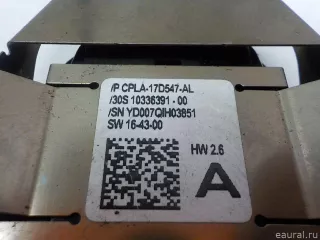 /P CPLA-17D547-AL
/30S 10336391 - 00
/SN YD007QIH03851
SW 16-43-00
HW 2.6
A
eaural.ru